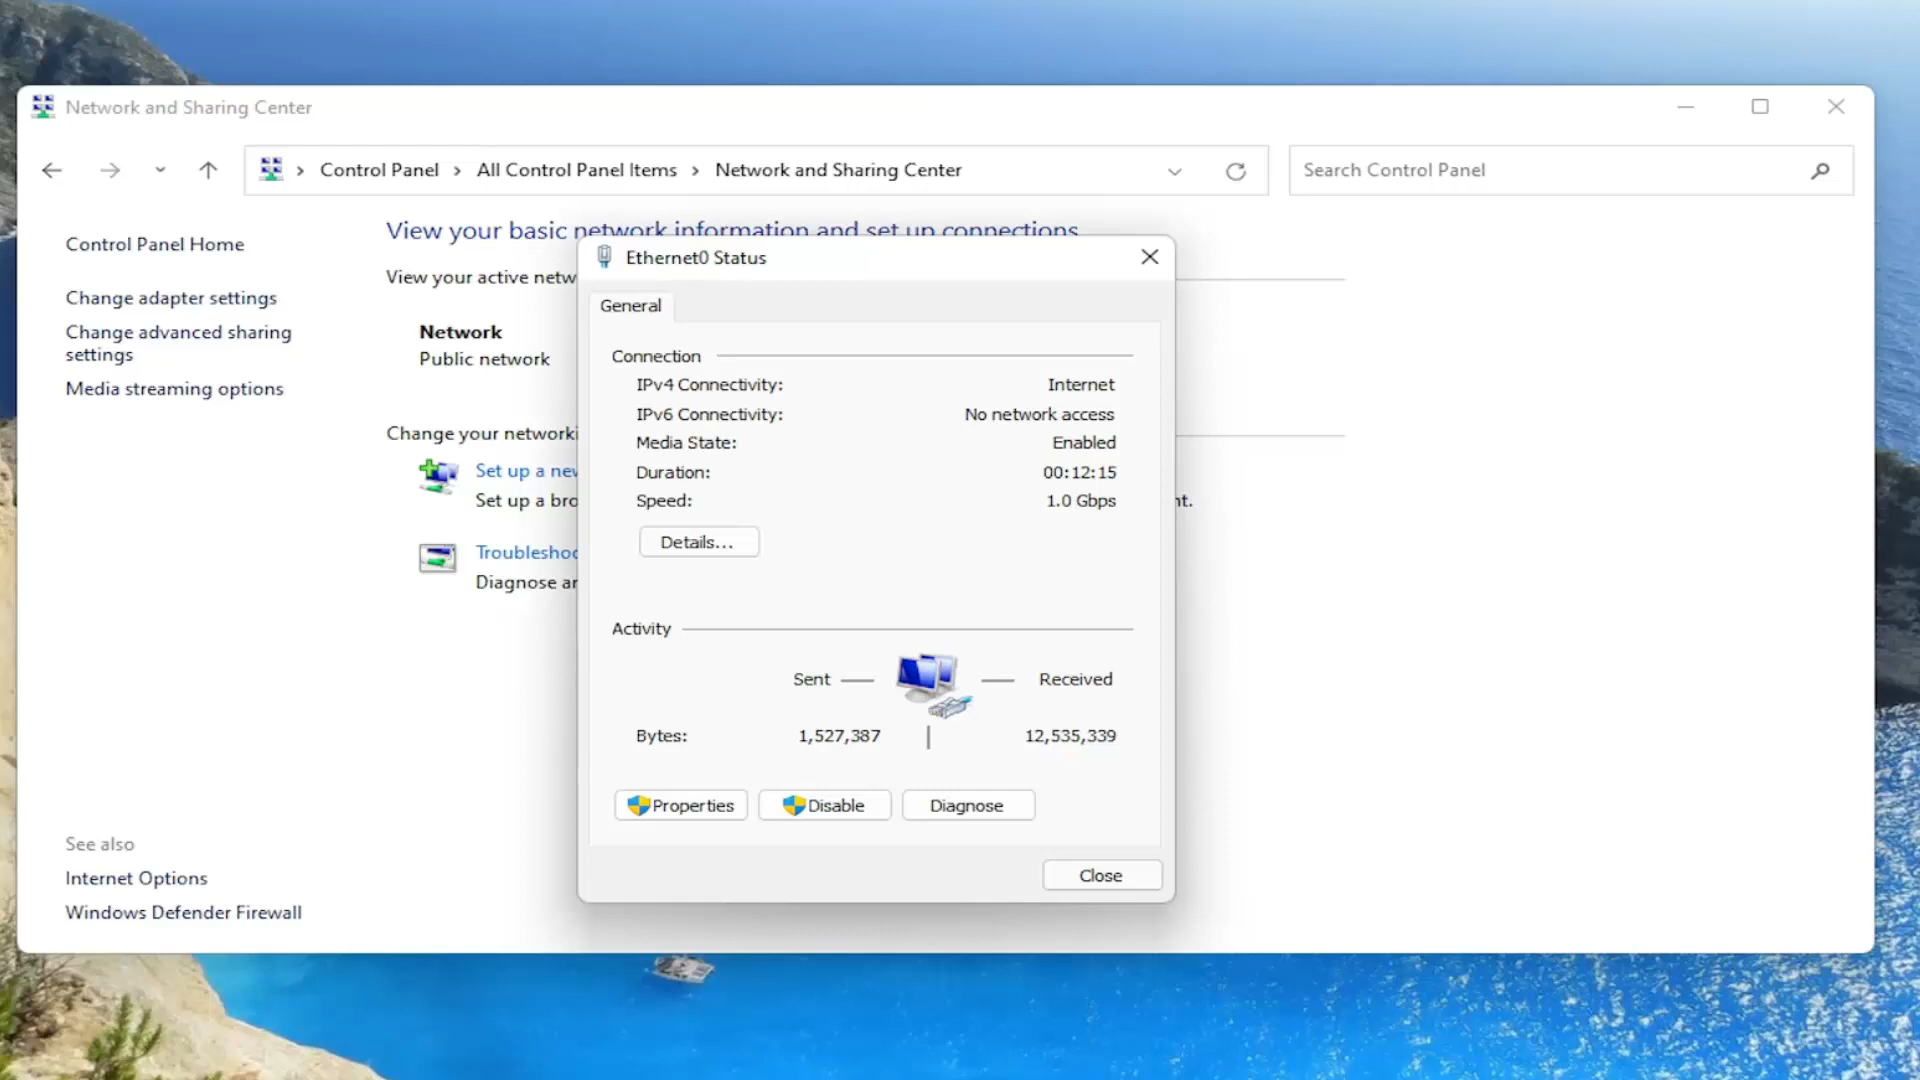 Network and Sharing Center
Control Panel > All Control Panel Items > Network and Sharing Center
Search Control Panel
Control Panel Home
Change adapter settings
Change advanced sharing
settings
Media streaming options
See also
Internet Options
Windows Defender Firewall
View your basic network information and set up connections
View your active netw
Network
Public network
Change your networki
Set up a new
Set up a bro
nt.
Troubleshoo
Diagnose an
Ethernet0 Status
General
Connection
IPv4 Connectivity: Internet
IPv6 Connectivity: No network access
Media State: Enabled
Duration: 00:12:15
Speed: 1.0 Gbps
Details...
Activity
Sent — — Received
Bytes: 1,527,387 | 12,535,339
Properties Disable Diagnose
Close